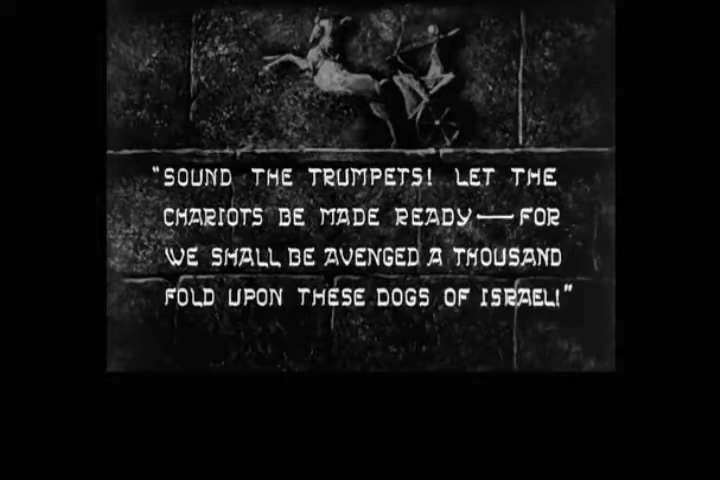 "SOUND THE TRUMPETS! LET THE
CHARIOTS BE MADE READY — FOR
WE SHALL BE AVENGED A THOUSAND
FOLD UPON THESE DOGS OF ISRAEL!"